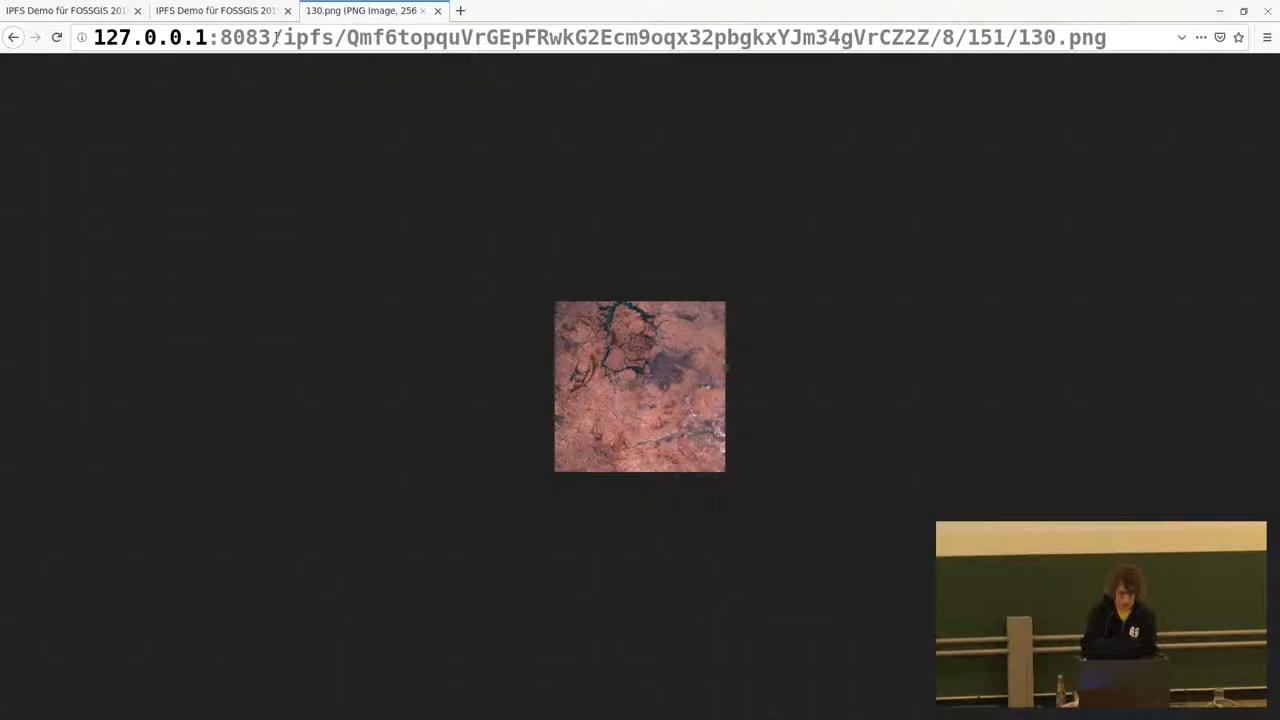 IPFS Demo für FOSSGIS 201
IPFS Demo für FOSSGIS 201
130.png (PNG Image, 256
127.0.0.1:8083/ipfs/Qmf6topquVrGEpFRwkG2Ecm9oqx32pbgkxYJm34gVrCZ2Z/8/151/130.png